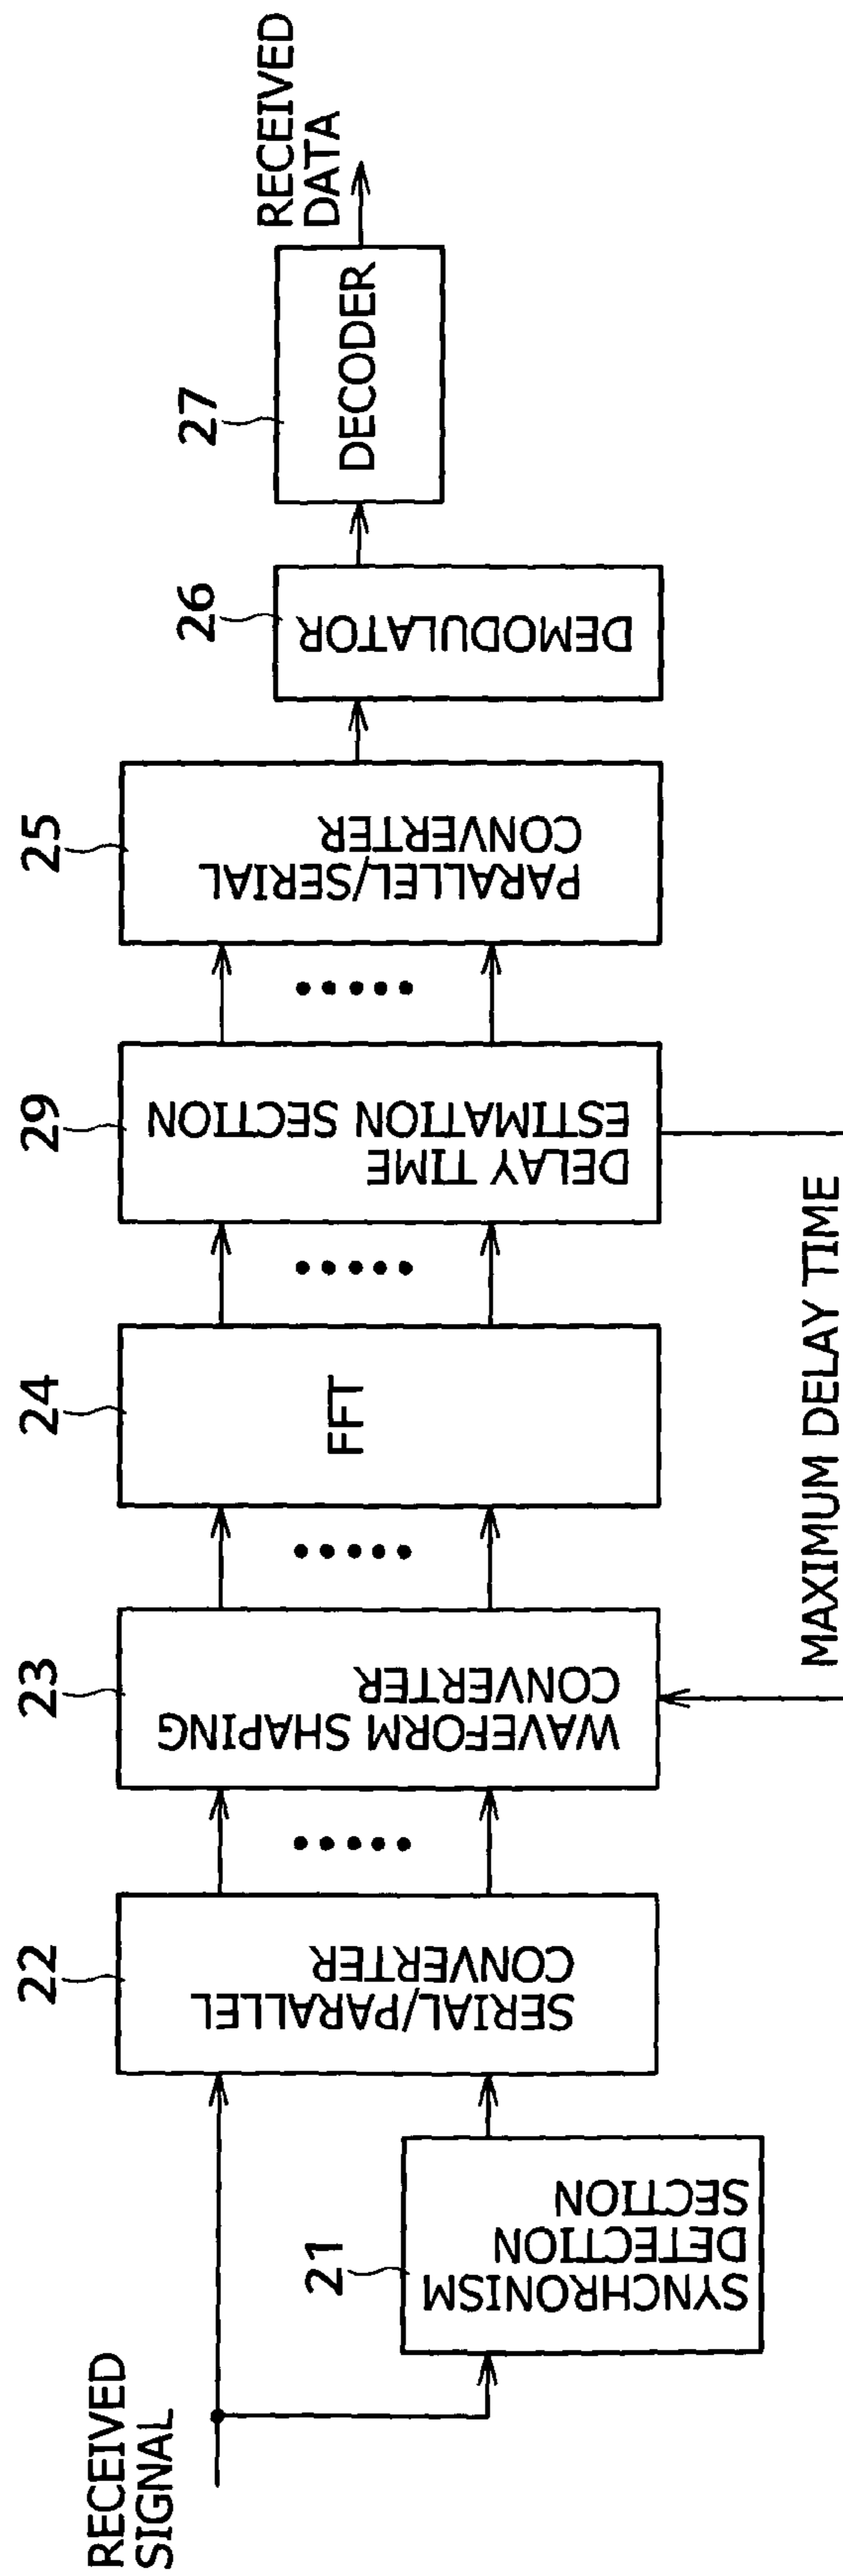 RECEIVED
SIGNAL
21
SYNCHRONISM
DETECTION
SECTION
22
SERIAL/PARALLEL
CONVERTER
23
WAVEFORM SHAPING
CONVERTER
24
FFT
29
DELAY TIME
ESTIMATION SECTION
MAXIMUM DELAY TIME
25
PARALLEL/SERIAL
CONVERTER
26
DEMODULATOR
27
DECODER
RECEIVED
DATA